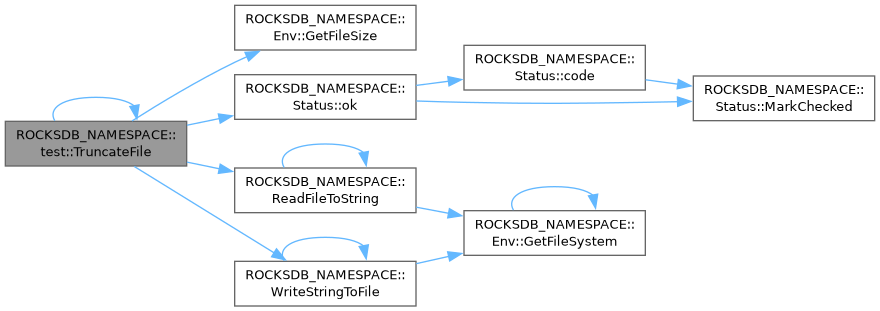 ROCKSDB_NAMESPACE::
test::TruncateFile
ROCKSDB_NAMESPACE::
Env::GetFileSize
ROCKSDB_NAMESPACE::
Status::ok
ROCKSDB_NAMESPACE::
Status::code
ROCKSDB_NAMESPACE::
Status::MarkChecked
ROCKSDB_NAMESPACE::
ReadFileToString
ROCKSDB_NAMESPACE::
Env::GetFileSystem
ROCKSDB_NAMESPACE::
WriteStringToFile